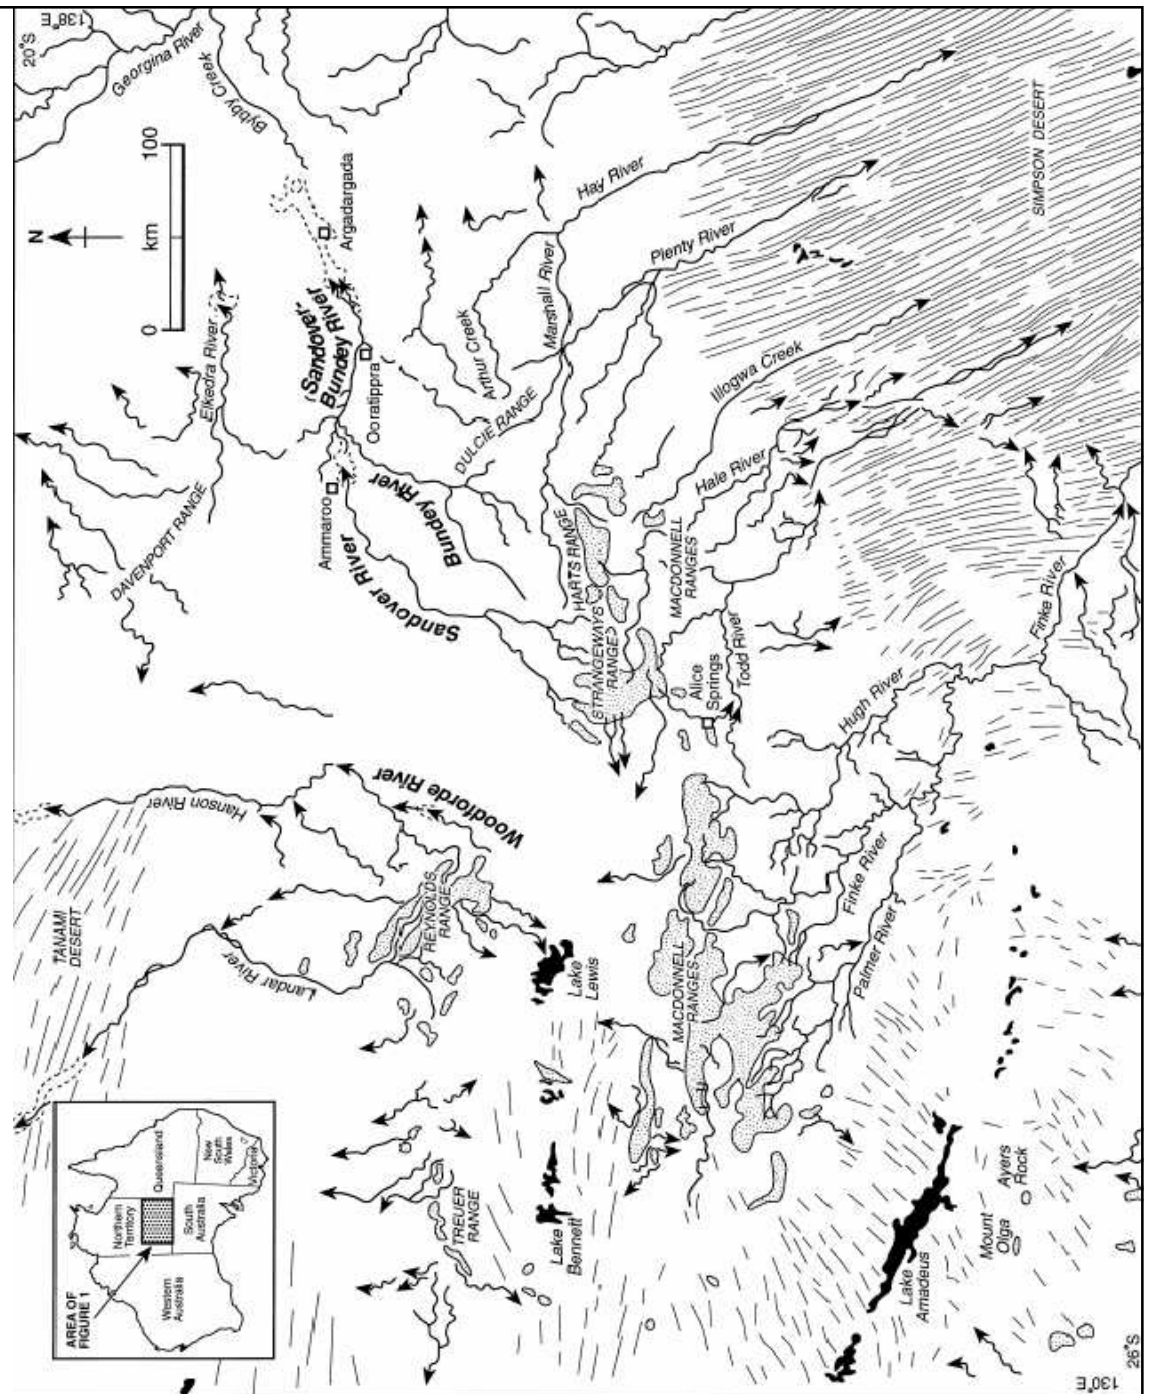 138°E
20°S
Georgina River
Bybby Creek
N
0
km
100
Argadargada
(Sandover-
Bundey River)
Ooratippra
Elkedra River
DAVENPORT RANGE
Ammaroo
Sandover River
Bundey River
DULCIE RANGE
Arthur Creek
Marshall River
Hay River
Plenty River
SIMPSON DESERT
Illogwa Creek
Hale River
HARTS RANGE
STRANGEWAYS
RANGE
MACDONNELL
RANGES
Alice
Springs
Todd River
Hugh River
Finke River
Woodforde River
Hanson River
TANAMI
DESERT
REYNOLDS
RANGE
Landar River
Lake
Lewis
MACDONNELL
RANGES
Finke River
Palmer River
Lake
Bennett
TREUER
RANGE
Lake
Amadeus
Mount
Olga
Ayers
Rock
AREA OF
FIGURE 1
Northern
Territory
Queensland
Western
Australia
South
Australia
New
South
Wales
Victoria
26°S
130°E